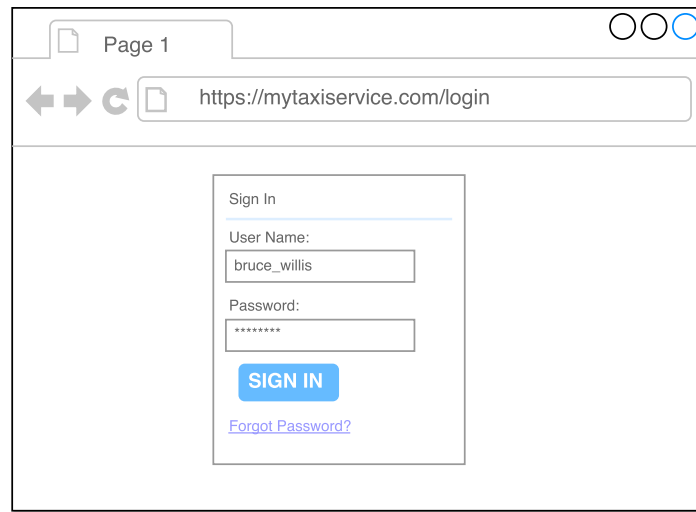 Page 1
https://mytaxiservice.com/login
Sign In
User Name:
bruce_willis
Password:
********
SIGN IN
Forgot Password?